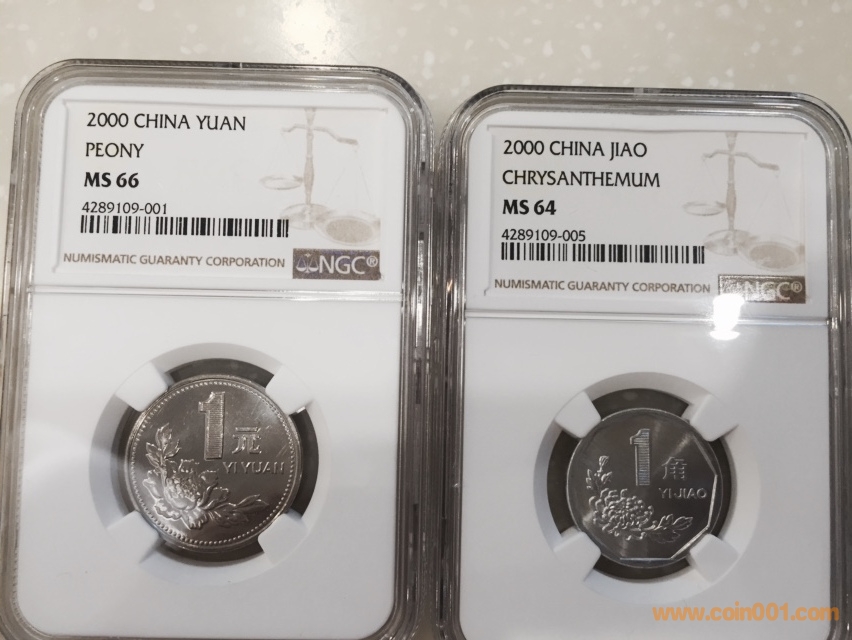 2000 CHINA YUAN
PEONY
MS 66
4289109-001
NUMISMATIC GUARANTY CORPORATION NGC®
1元
YI YUAN
2000 CHINA JIAO
CHRYSANTHEMUM
MS 64
4289109-005
NUMISMATIC GUARANTY CORPORATION NGC®
1角
YI JIAO
www.coin001.com